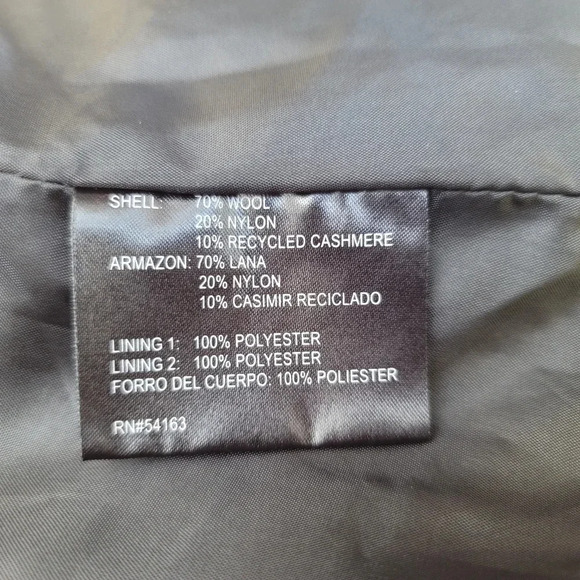 SHELL: 70% WOOL
20% NYLON
10% RECYCLED CASHMERE
ARMAZON: 70% LANA
20% NYLON
10% CASIMIR RECICLADO
LINING 1: 100% POLYESTER
LINING 2: 100% POLYESTER
FORRO DEL CUERPO: 100% POLIESTER
RN#54163